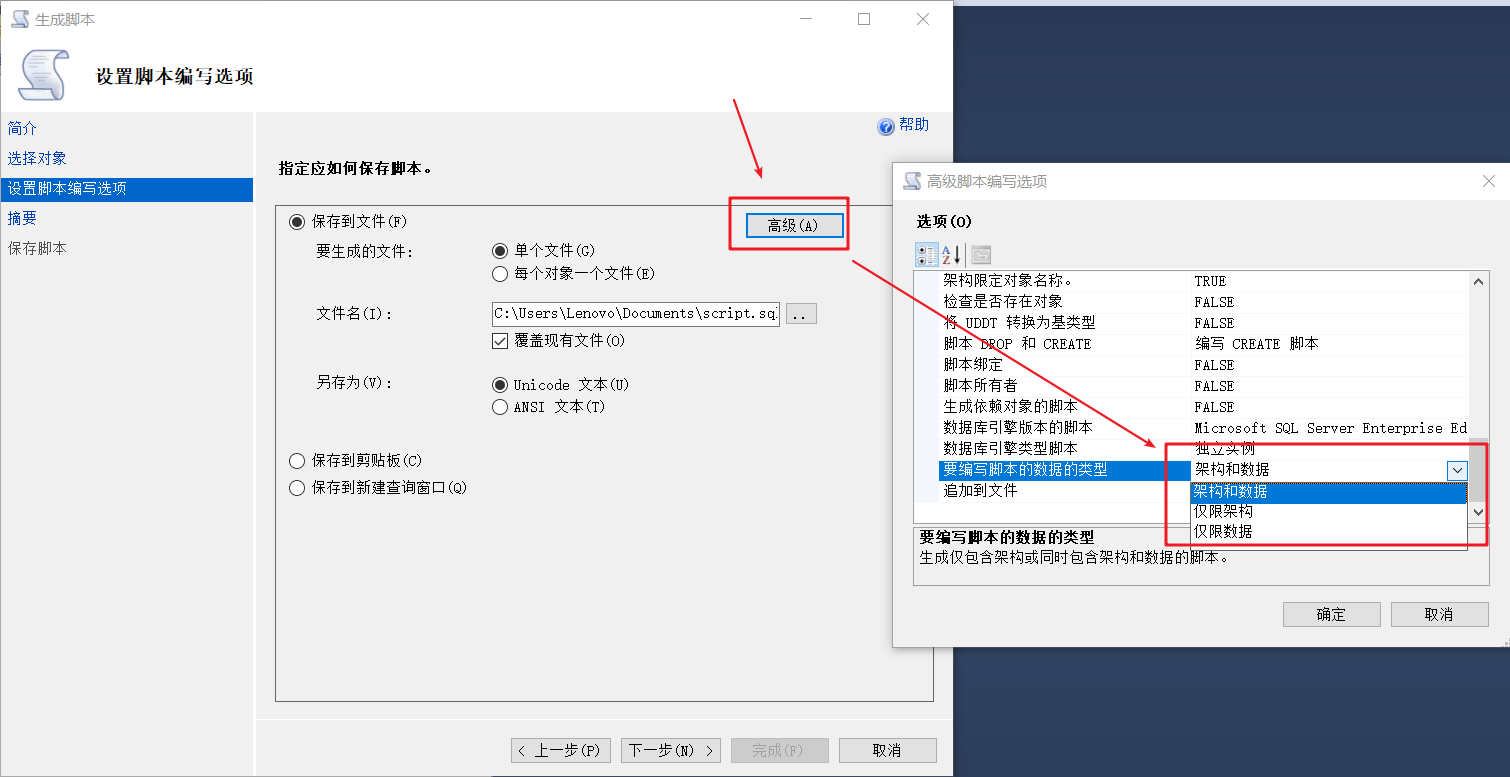 生成脚本
设置脚本编写选项
简介
选择对象
设置脚本编写选项
摘要
保存脚本
帮助
指定应如何保存脚本。
保存到文件(F)
高级(A)
要生成的文件:
单个文件(G)
每个对象一个文件(E)
文件名(I):
C:\Users\Lenovo\Documents\script.sq
..
覆盖现有文件(O)
另存为(V):
Unicode 文本(U)
ANSI 文本(T)
保存到剪贴板(C)
保存到新建查询窗口(Q)
< 上一步(P)
下一步(N) >
完成(F)
取消
高级脚本编写选项
选项(O)
架构限定对象名称。 TRUE
检查是否存在对象 FALSE
将 UDDT 转换为基类型 FALSE
脚本 DROP 和 CREATE 编写 CREATE 脚本
脚本绑定 FALSE
脚本所有者 FALSE
生成依赖对象的脚本 FALSE
数据库引擎版本的脚本 Microsoft SQL Server Enterprise Ed
数据库引擎类型脚本 独立实例
要编写脚本的数据的类型 架构和数据
追加到文件
架构和数据
仅限架构
仅限数据
要编写脚本的数据的类型
生成仅包含架构或同时包含架构和数据的脚本。
确定
取消